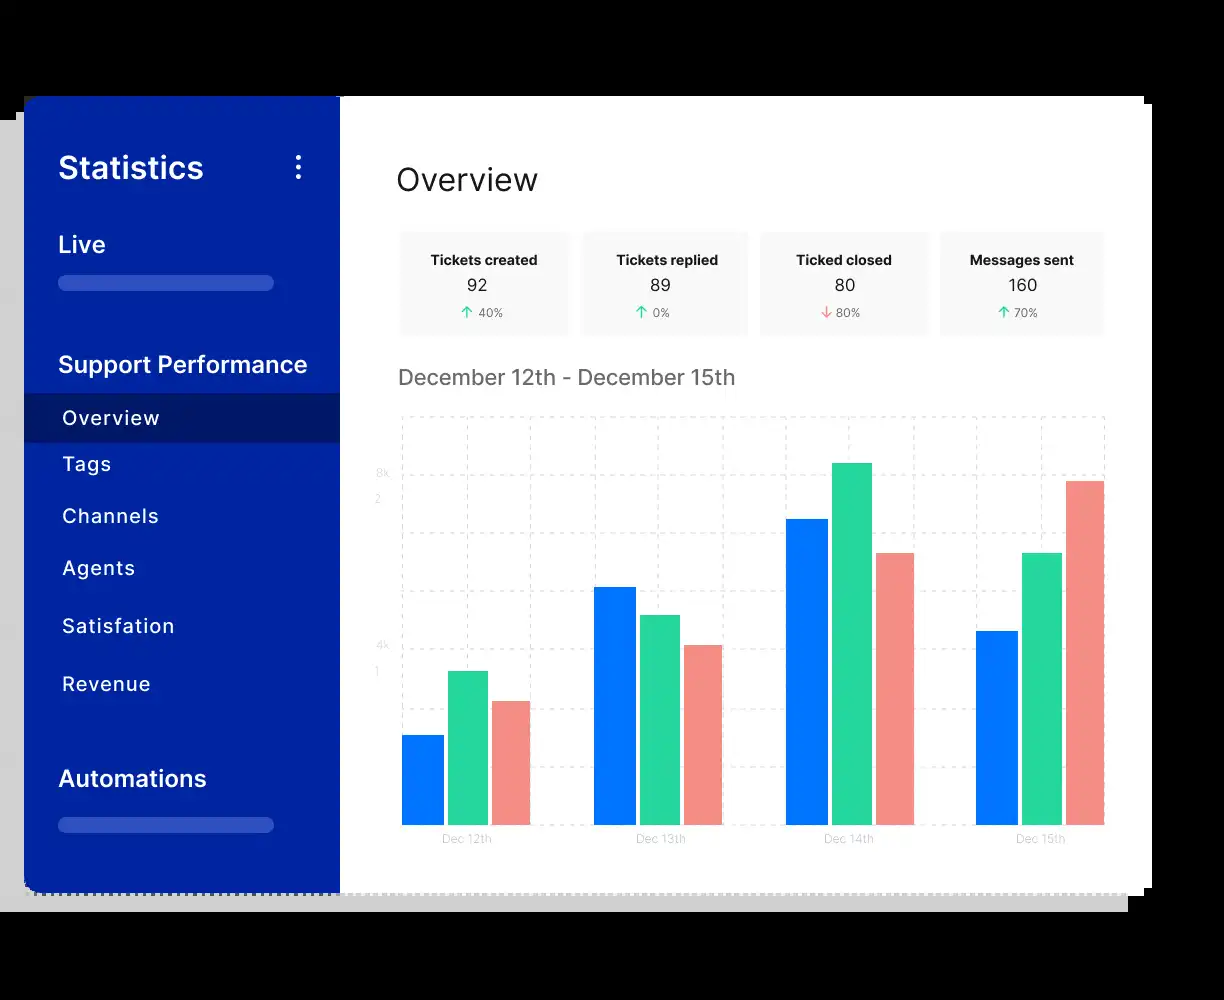 Statistics
Live
Support Performance
Overview
Tags
Channels
Agents
Satisfation
Revenue
Automations
Overview
Tickets created
92
↑ 40%
Tickets replied
89
↑ 0%
Ticked closed
80
↓ 80%
Messages sent
160
↑ 70%
December 12th - December 15th
8k
2
4k
1
Dec 12th
Dec 13th
Dec 14th
Dec 15th